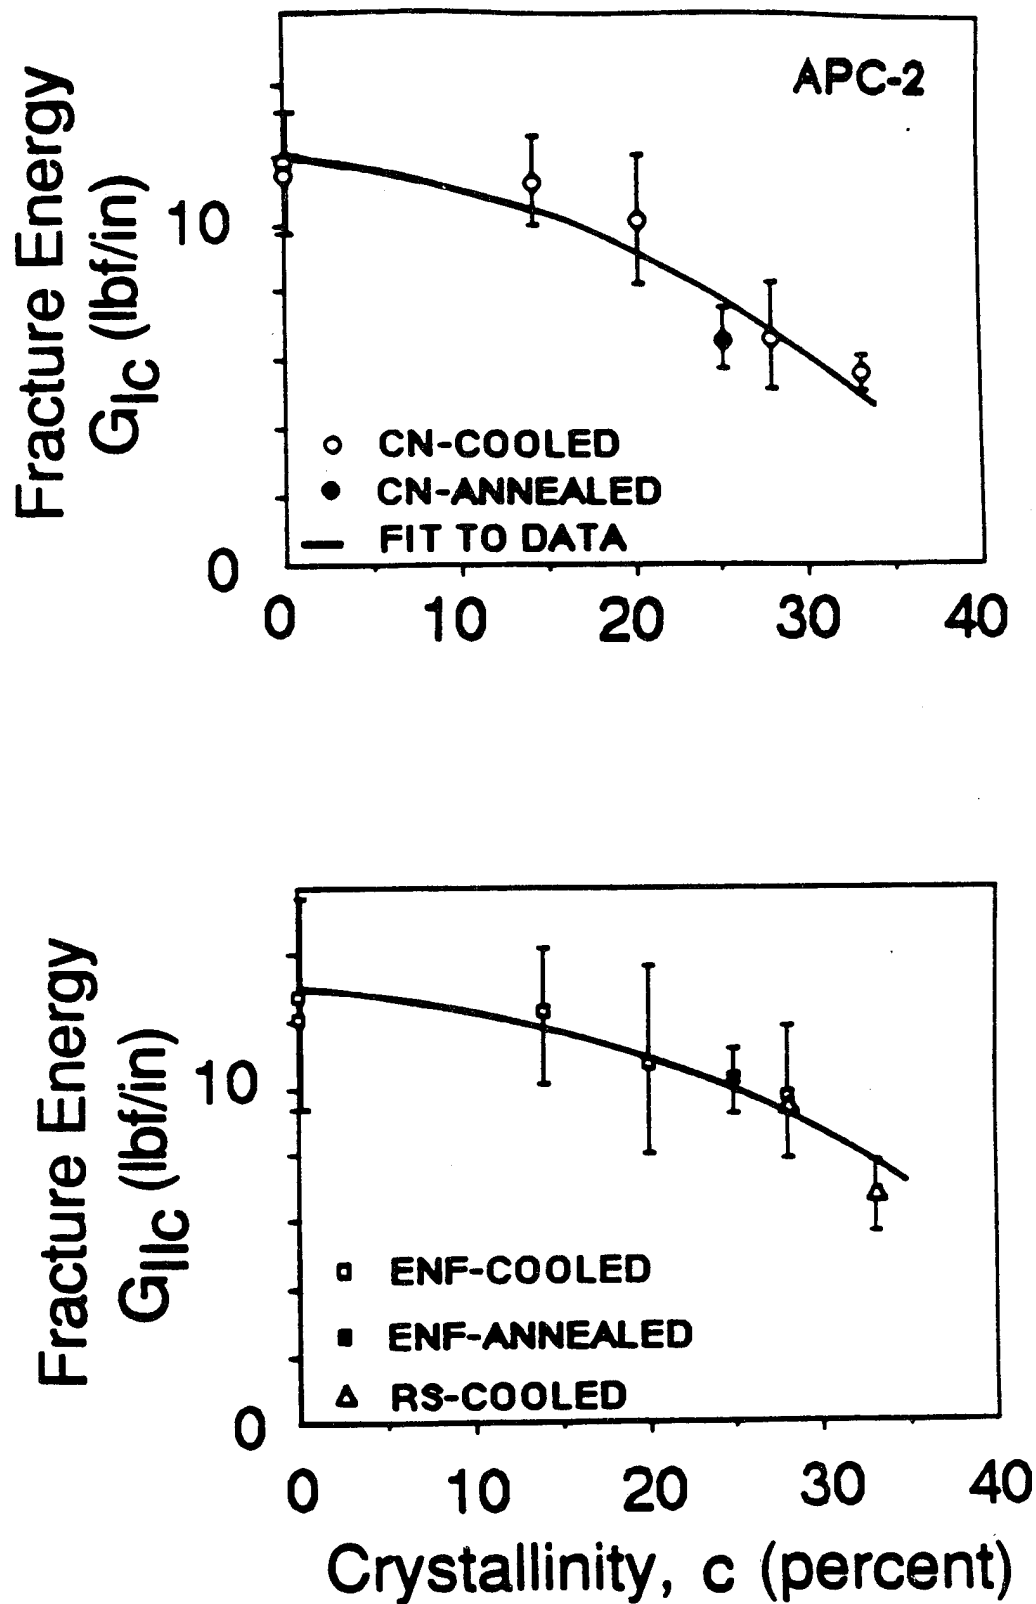 APC-2
Fracture Energy
G_Ic (lbf/in)
10
0
CN-COOLED
CN-ANNEALED
FIT TO DATA
0 10 20 30 40
Fracture Energy
G_IIc (lbf/in)
10
0
ENF-COOLED
ENF-ANNEALED
RS-COOLED
0 10 20 30 40
Crystallinity, c (percent)